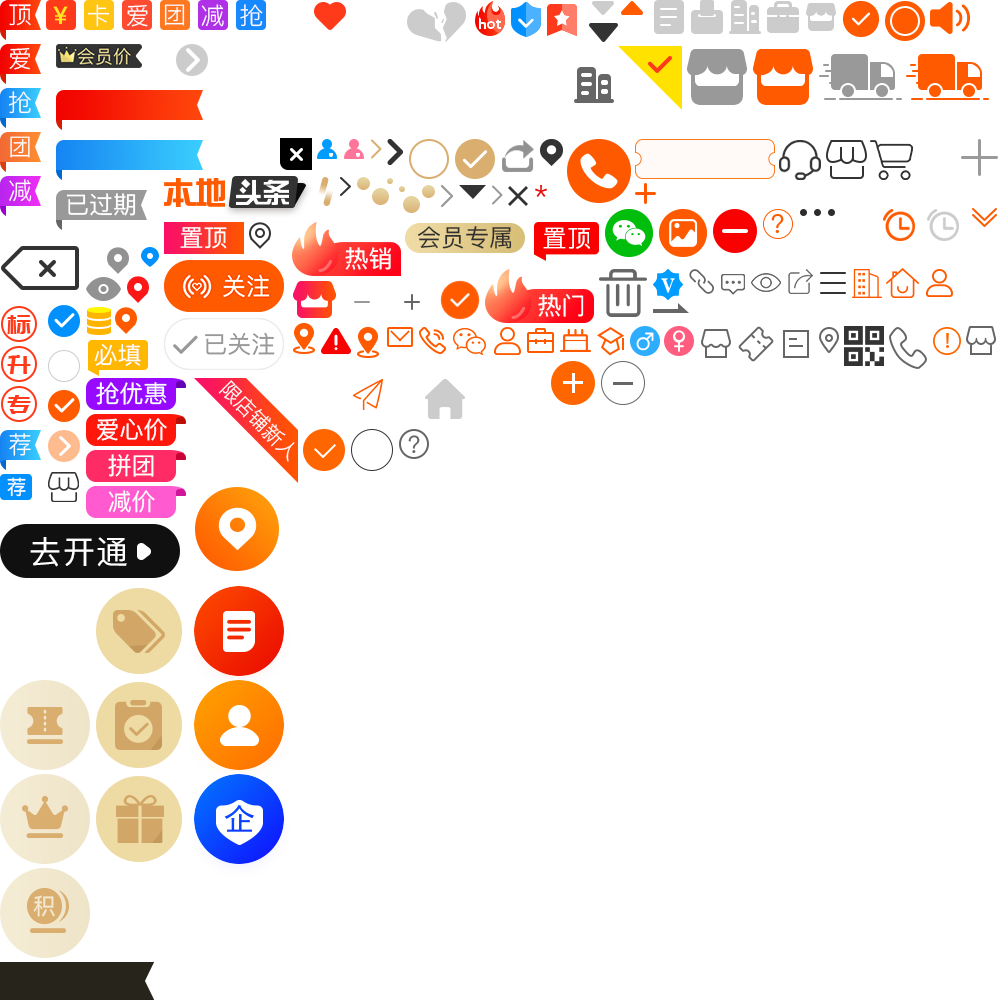 顶 ¥ 卡 爱 团 减 抢
hot
爱 会员价
抢
团
减
已过期
本地头条
置顶
热销
会员专属
置顶
关注
热门
V
标
升
专
必填
已关注
抢优惠
爱心价
拼团
减价
限店铺新人
荐
荐
去开通
企
积